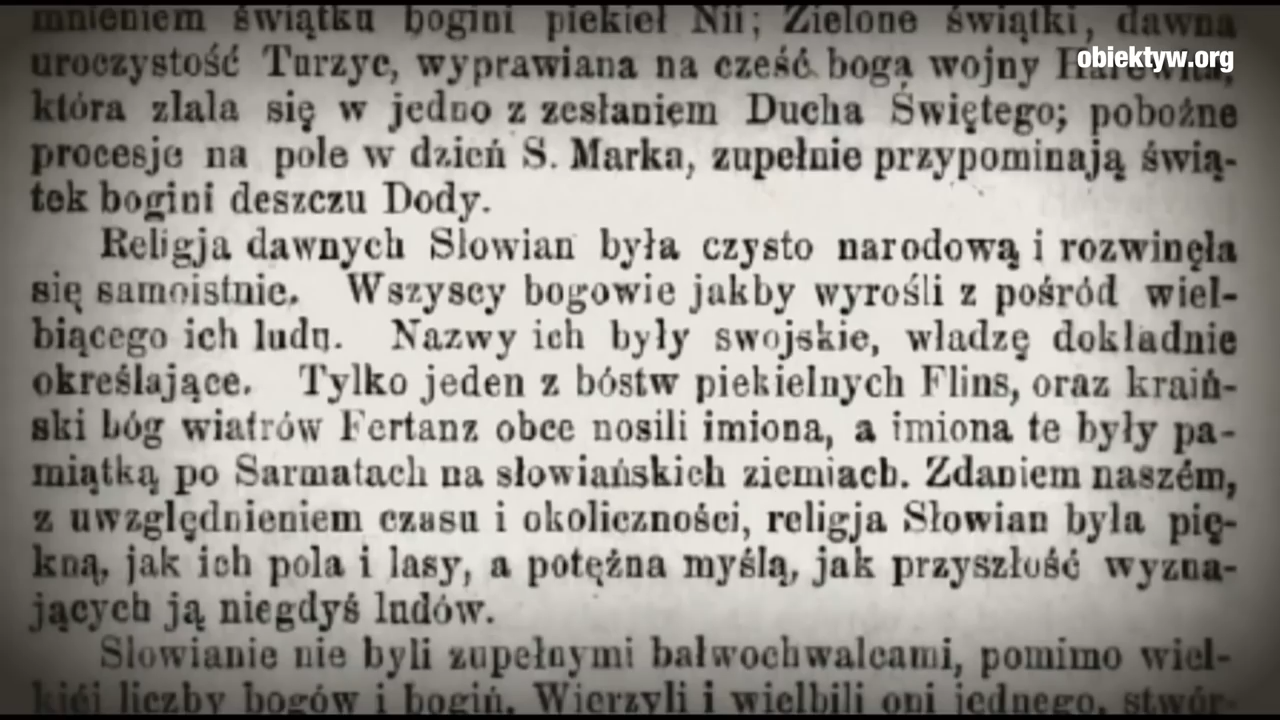 mnieniem świątku bogini piekieł Nii; Zielone świątki, dawna
obiektyw.org
uroczystość Turzyc, wyprawiana na cześć boga wojny Harewita,
która zlala się w jedno z zesłaniem Ducha Świętego; pobożne
procesje na pole w dzień S. Marka, zupełnie przypominają świą-
tek bogini deszczu Dody.
Religja dawnych Slowian była czysto narodową i rozwinęła
się samoistnie. Wszyscy bogowie jakby wyrośli z pośród wiel-
biącego ich ludu. Nazwy ich były swojskie, władzę dokładnie
określające. Tylko jeden z bóstw piekielnych Flins, oraz kraiń-
ski bóg wiatrów Fertanz obce nosili imiona, a imiona te były pa-
miątką po Sarmatach na słowiańskich ziemiach. Zdaniem naszém,
z uwzględnieniem czasu i okoliczności, religja Słowian była pię-
kną, jak ich pola i lasy, a potężna myślą, jak przyszłość wyzna-
jących ją niegdyś ludów.
Slowianie nie byli zupełnymi bałwochwalcami, pomimo wiel-
kiéj liczby bogów i bogiń. Wierzyli i wielbili oni jednego, stwór-